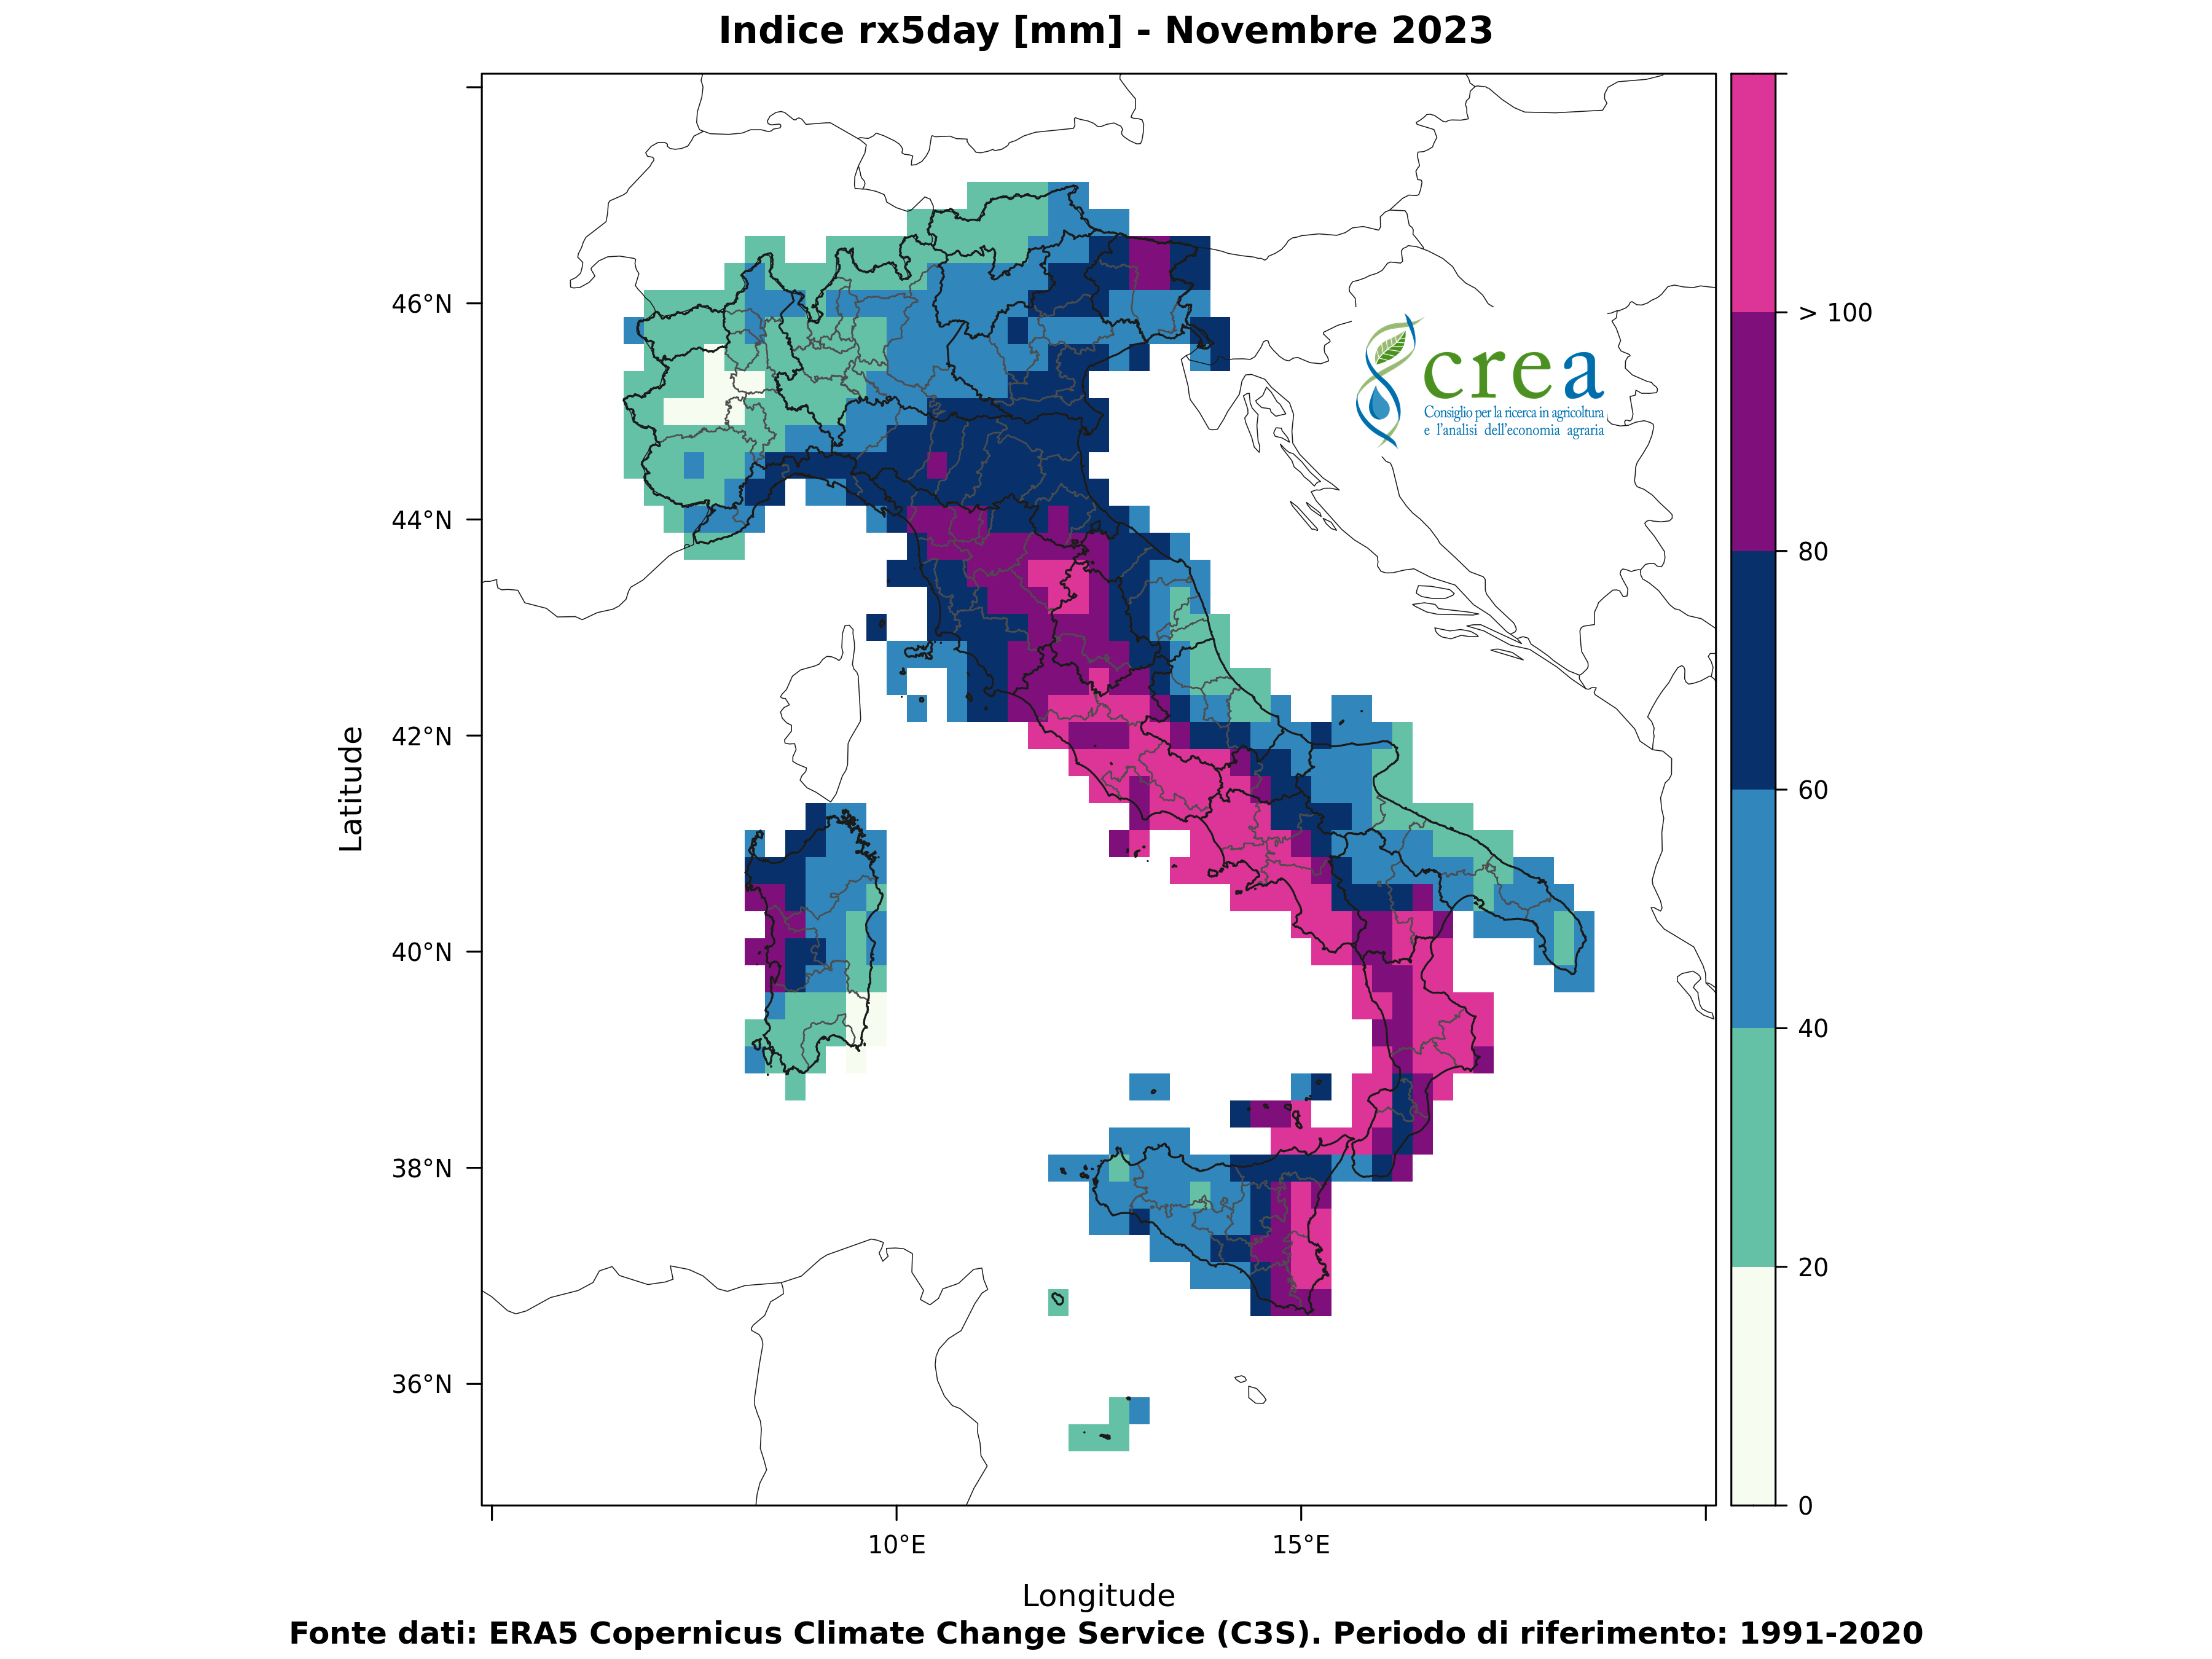 Indice rx5day [mm] - Novembre 2023
46°N
44°N
42°N
40°N
38°N
36°N
Latitude
10°E
15°E
Longitude
> 100
80
60
40
20
0
crea
Consiglio per la ricerca in agricoltura
e l'analisi dell'economia agraria
Fonte dati: ERA5 Copernicus Climate Change Service (C3S). Periodo di riferimento: 1991-2020